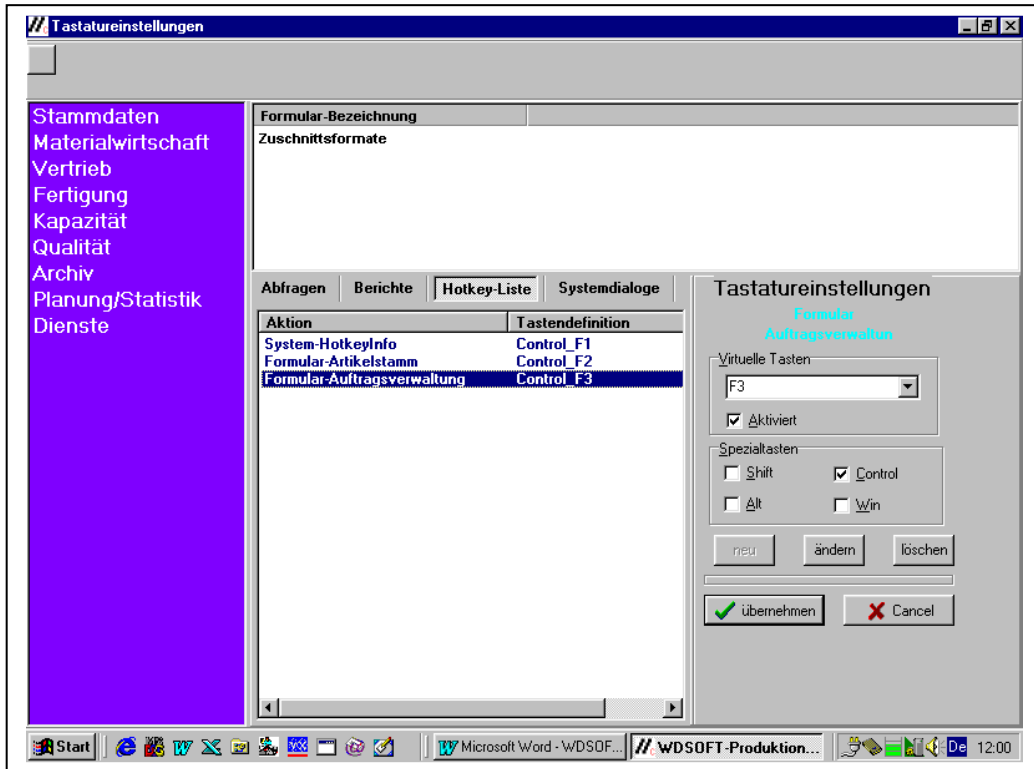 Tastatureinstellungen
Stammdaten
Materialwirtschaft
Vertrieb
Fertigung
Kapazität
Qualität
Archiv
Planung/Statistik
Dienste
Formular-Bezeichnung
Zuschnittsformate
Abfragen Berichte Hotkey-Liste Systemdialoge
Aktion Tastendefinition
System-HotkeyInfo Control_F1
Formular-Artikelstamm Control_F2
Formular-Auftragsverwaltung Control_F3
Tastatureinstellungen
Formular
Auftragsverwaltun
Virtuelle Tasten
F3
Aktiviert
Spezialtasten
Shift Control
Alt Win
neu ändern löschen
übernehmen Cancel
Start Microsoft Word - WDSOF... WDSOFT-Produktion... De 12:00